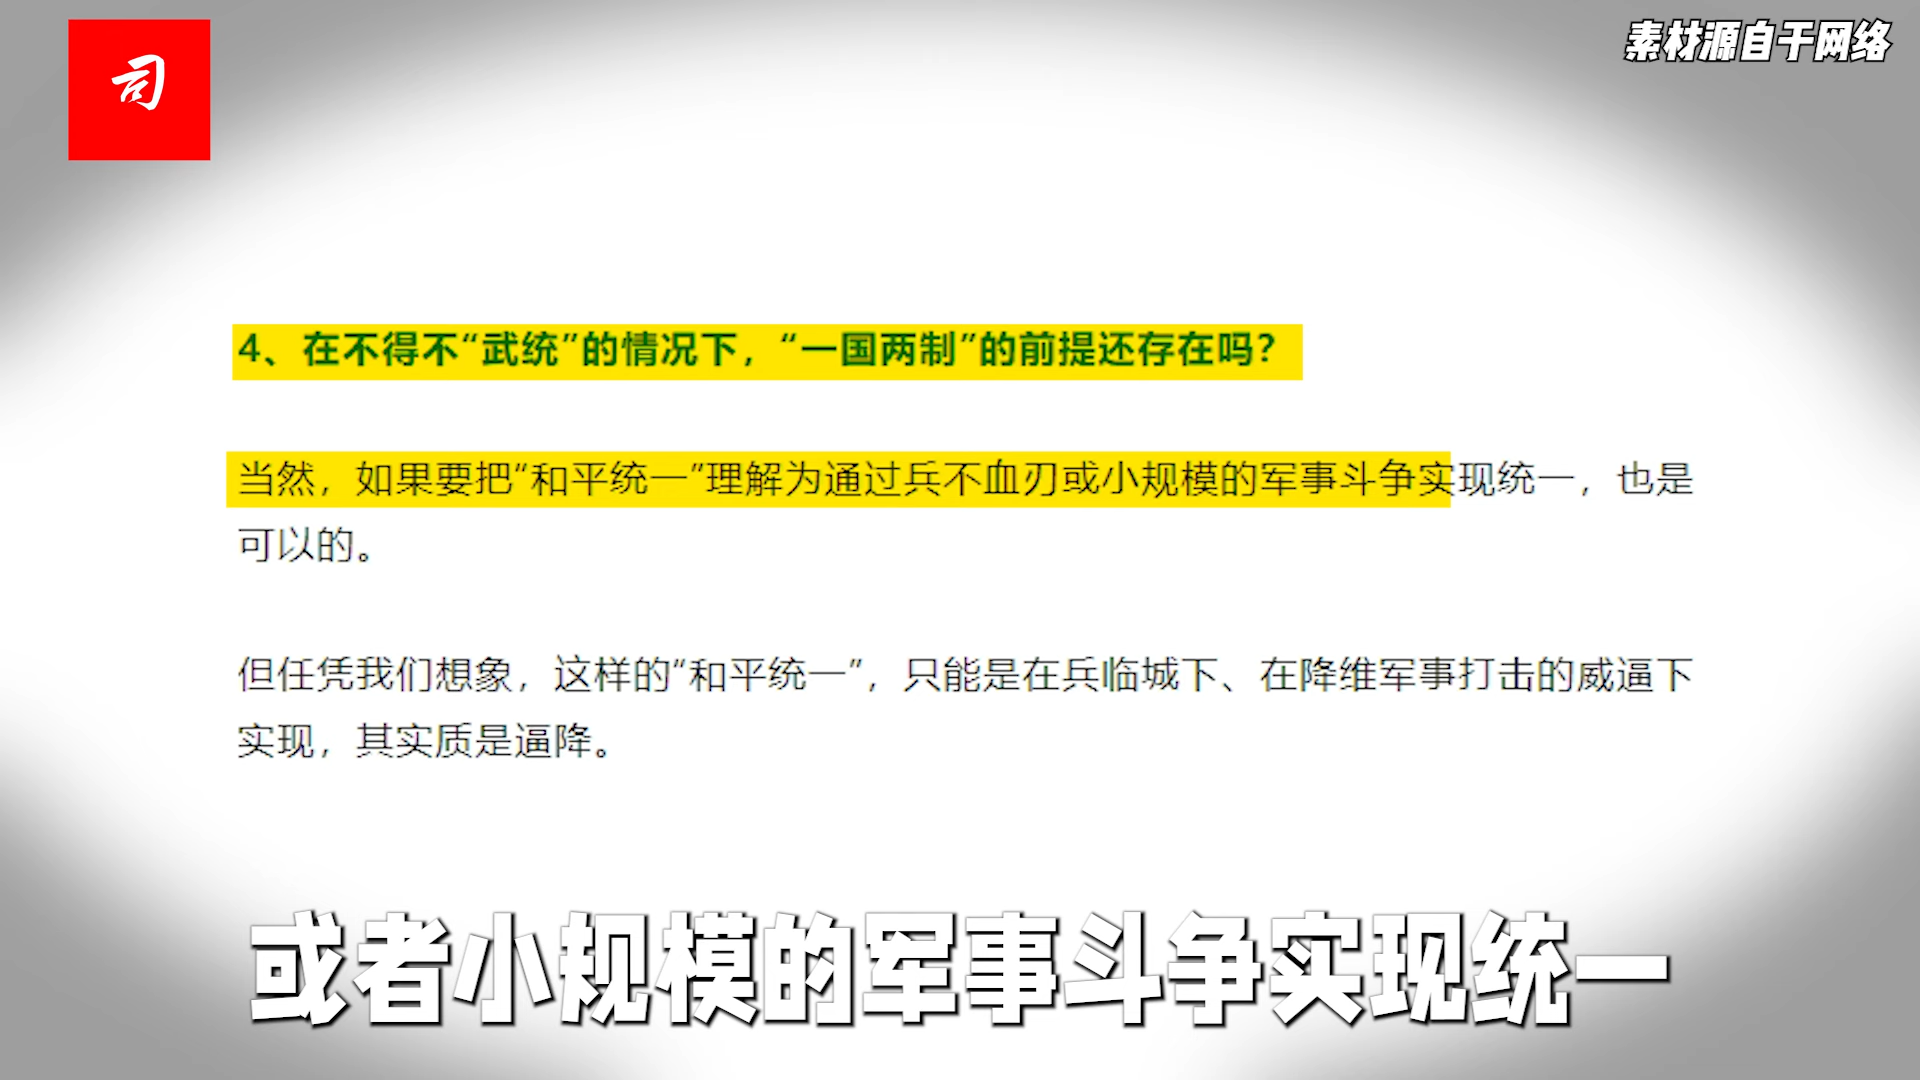 司
素材源自于网络
4、在不得不“武统”的情况下，“一国两制”的前提还存在吗？
当然，如果要把“和平统一”理解为通过兵不血刃或小规模的军事斗争实现统一，也是
可以的。
但任凭我们想象，这样的“和平统一”，只能是在兵临城下、在降维军事打击的威逼下
实现，其实质是逼降。
或者小规模的军事斗争实现统一